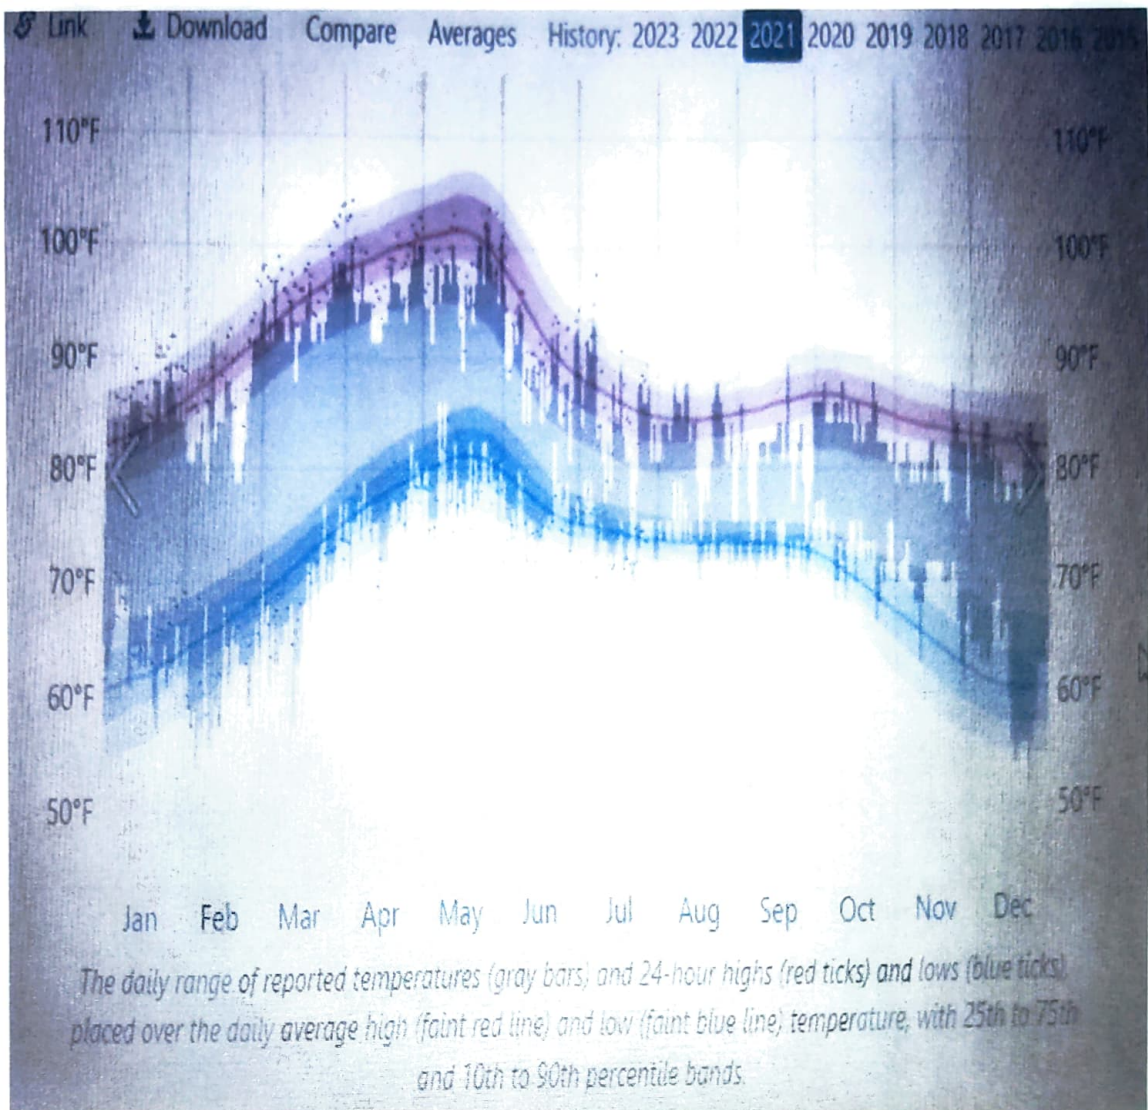 Link Download Compare Averages History: 2023 2022 2021 2020 2019 2018 2017 2016 2015
110°F 110°F
100°F 100°F
90°F 90°F
80°F 80°F
70°F 70°F
60°F 60°F
50°F 50°F
Jan Feb Mar Apr May Jun Jul Aug Sep Oct Nov Dec
The daily range of reported temperatures (gray bars) and 24-hour highs (red ticks) and lows (blue ticks),
placed over the daily average high (faint red line) and low (faint blue line) temperature, with 25th to 75th
and 10th to 90th percentile bands.